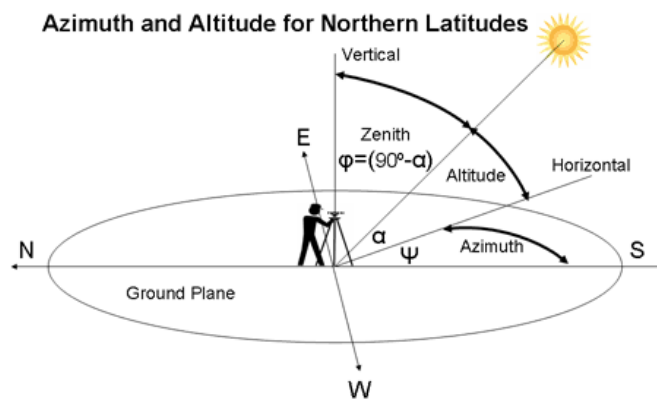 Azimuth and Altitude for Northern Latitudes
Vertical
E
Zenith
φ=(90º-α)
Horizontal
Altitude
N
α
Azimuth
S
Ψ
Ground Plane
W